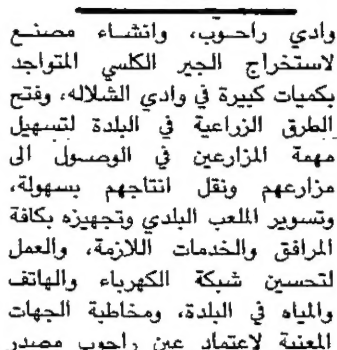 وادي راحوب، وانشاء مصنع
لاستخراج الجير الكلسي المتواجد
بكميات كبيرة في وادي الشلاله، وفتح
الطرق الزراعية في البلدة لتسهيل
مهمة المزارعين في الوصول الى
مزارعهم ونقل انتاجهم بسهولة،
وتسوير الملعب البلدي وتجهيزه بكافة
المرافق والخدمات اللازمة، والعمل
لتحسين شبكة الكهرباء والهاتف
والمياه في البلدة، ومخاطبة الجهات
المعنية لاعتماد عين راحوب مصدر